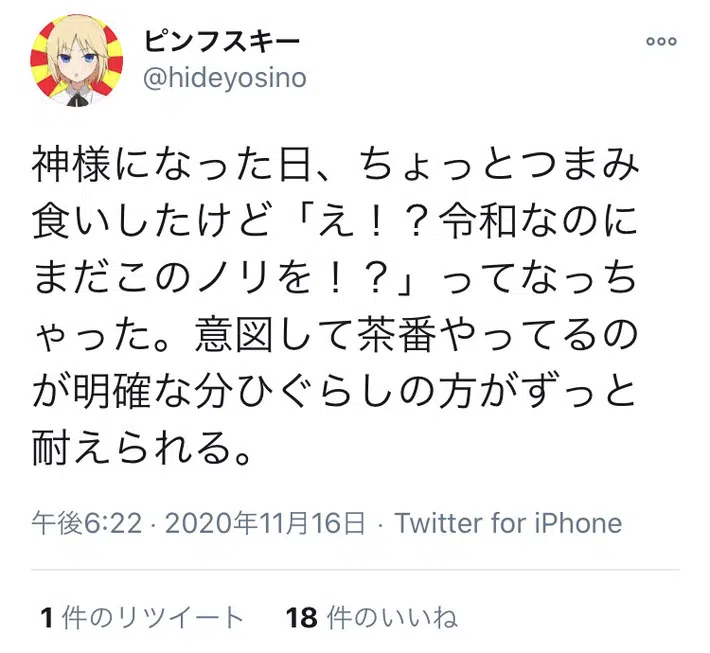 ピンフスキー
@hideyosino
神様になった日、ちょっとつまみ
食いしたけど「え！？令和なのに
まだこのノリを！？」ってなっち
ゃった。意図して茶番やってるの
が明確な分ひぐらしの方がずっと
耐えられる。
午後6:22 · 2020年11月16日 · Twitter for iPhone
1 件のリツイート 18 件のいいね